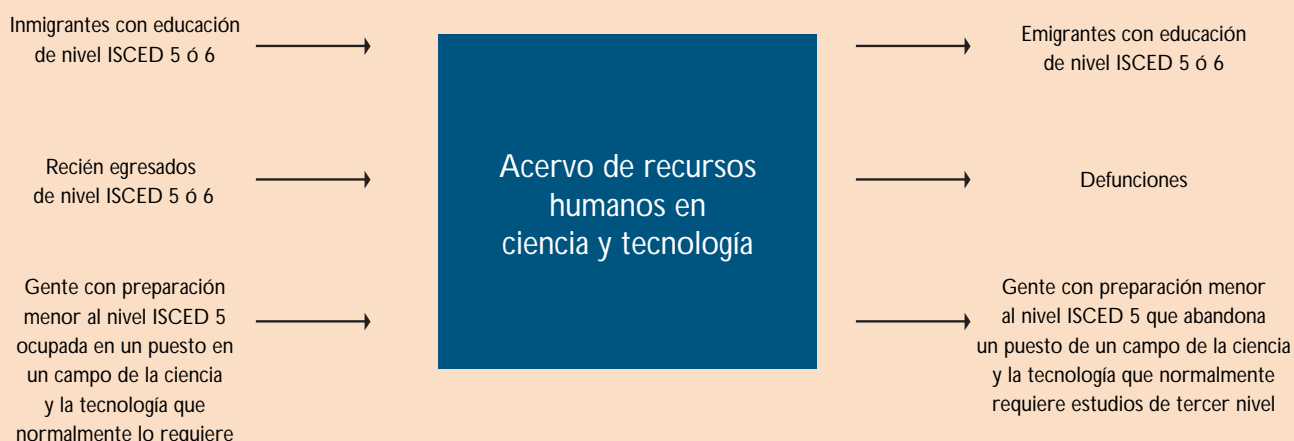 Inmigrantes con educación
de nivel ISCED 5 ó 6
Recién egresados
de nivel ISCED 5 ó 6
Gente con preparación
menor al nivel ISCED 5
ocupada en un puesto en
un campo de la ciencia
y la tecnología que
normalmente lo requiere
Acervo de recursos
humanos en
ciencia y tecnología
Emigrantes con educación
de nivel ISCED 5 ó 6
Defunciones
Gente con preparación menor
al nivel ISCED 5 que abandona
un puesto de un campo de la ciencia
y la tecnología que normalmente
requiere estudios de tercer nivel